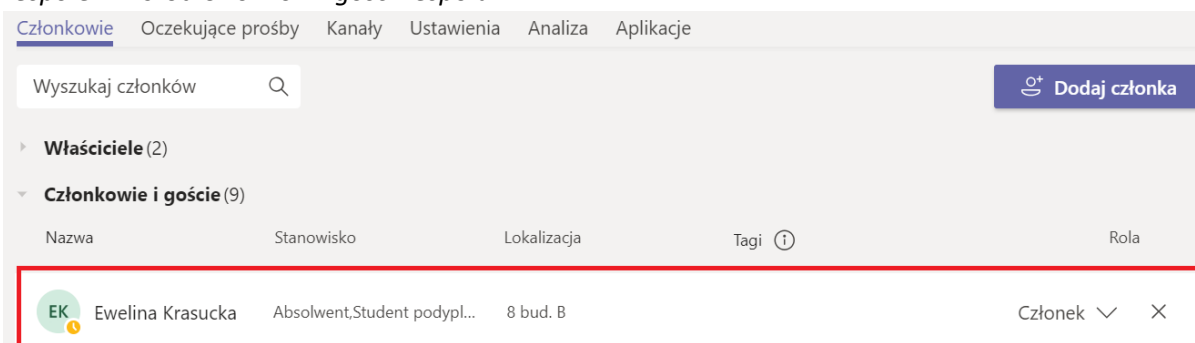 Członkowie Oczekujące prośby Kanały Ustawienia Analiza Aplikacje
Wyszukaj członków Dodaj członka
Właściciele (2)
Członkowie i goście (9)
Nazwa Stanowisko Lokalizacja Tagi Rola
EK Ewelina Krasucka Absolwent,Student podypl... 8 bud. B Członek